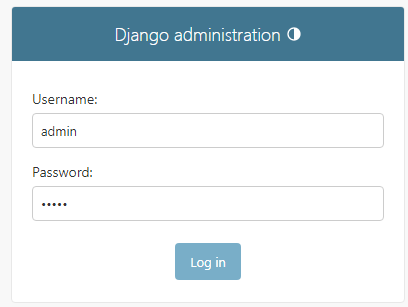 Django administration
Username:
admin
Password:
•••••
Log in